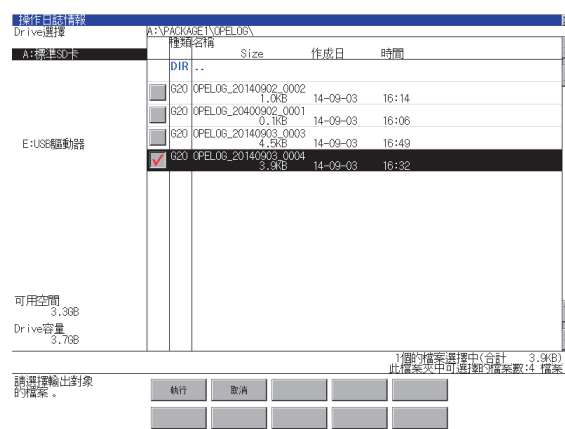 操作日誌情報
Drive選擇
A:\PACKAGE1\OPELOG\
種類 名稱
Size 作成日 時間
A:標準SD卡
DIR ..
G2O OPELOG_20140902_0002
1.0KB 14-09-03 16:14
G2O OPELOG_20400902_0001
0.1KB 14-09-03 16:06
G2O OPELOG_20140903_0003
4.5KB 14-09-03 16:49
E:USB驅動器
G2O OPELOG_20140903_0004
3.9KB 14-09-03 16:32
可用空間
3.3GB
Drive容量
3.7GB
1個的檔案選擇中(合計 3.9KB)
此檔案夾中可選擇的檔案數:4 檔案
請選擇輸出對象
的檔案。
執行 取消